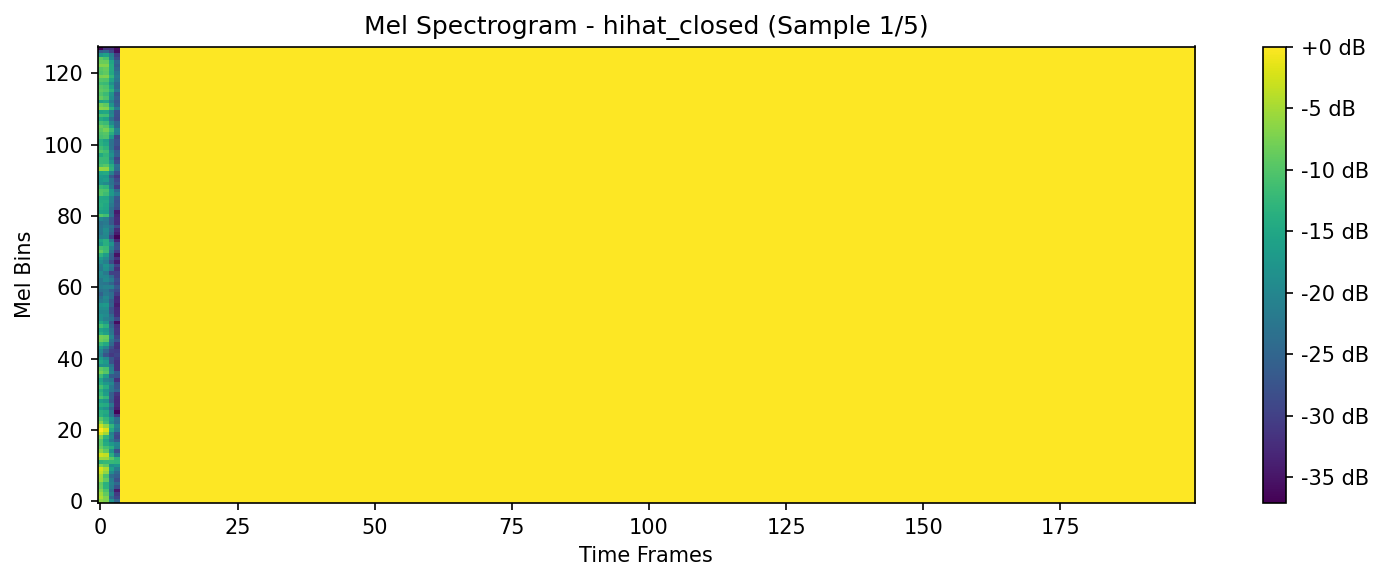 Mel Spectrogram - hihat_closed (Sample 1/5)
120
100
80
60
40
20
0
Mel Bins
0 25 50 75 100 125 150 175
Time Frames
+0 dB
-5 dB
-10 dB
-15 dB
-20 dB
-25 dB
-30 dB
-35 dB